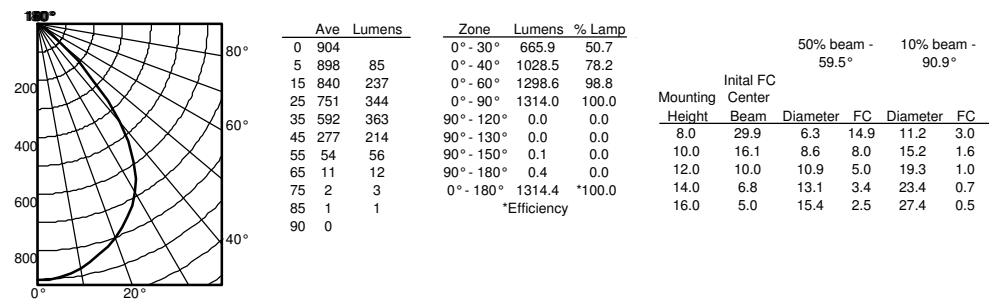 180°
80°
60°
40°
0° 20°
200
400
600
800
Ave Lumens
0 904
5 898 85
15 840 237
25 751 344
35 592 363
45 277 214
55 54 56
65 11 12
75 2 3
85 1 1
90 0
Zone Lumens % Lamp
0° - 30° 665.9 50.7
0° - 40° 1028.5 78.2
0° - 60° 1298.6 98.8
0° - 90° 1314.0 100.0
90° - 120° 0.0 0.0
90° - 130° 0.0 0.0
90° - 150° 0.1 0.0
90° - 180° 0.4 0.0
0° - 180° 1314.4 *100.0
*Efficiency
50% beam - 10% beam -
59.5° 90.9°
Inital FC
Mounting Center
Height Beam Diameter FC Diameter FC
8.0 29.9 6.3 14.9 11.2 3.0
10.0 16.1 8.6 8.0 15.2 1.6
12.0 10.0 10.9 5.0 19.3 1.0
14.0 6.8 13.1 3.4 23.4 0.7
16.0 5.0 15.4 2.5 27.4 0.5